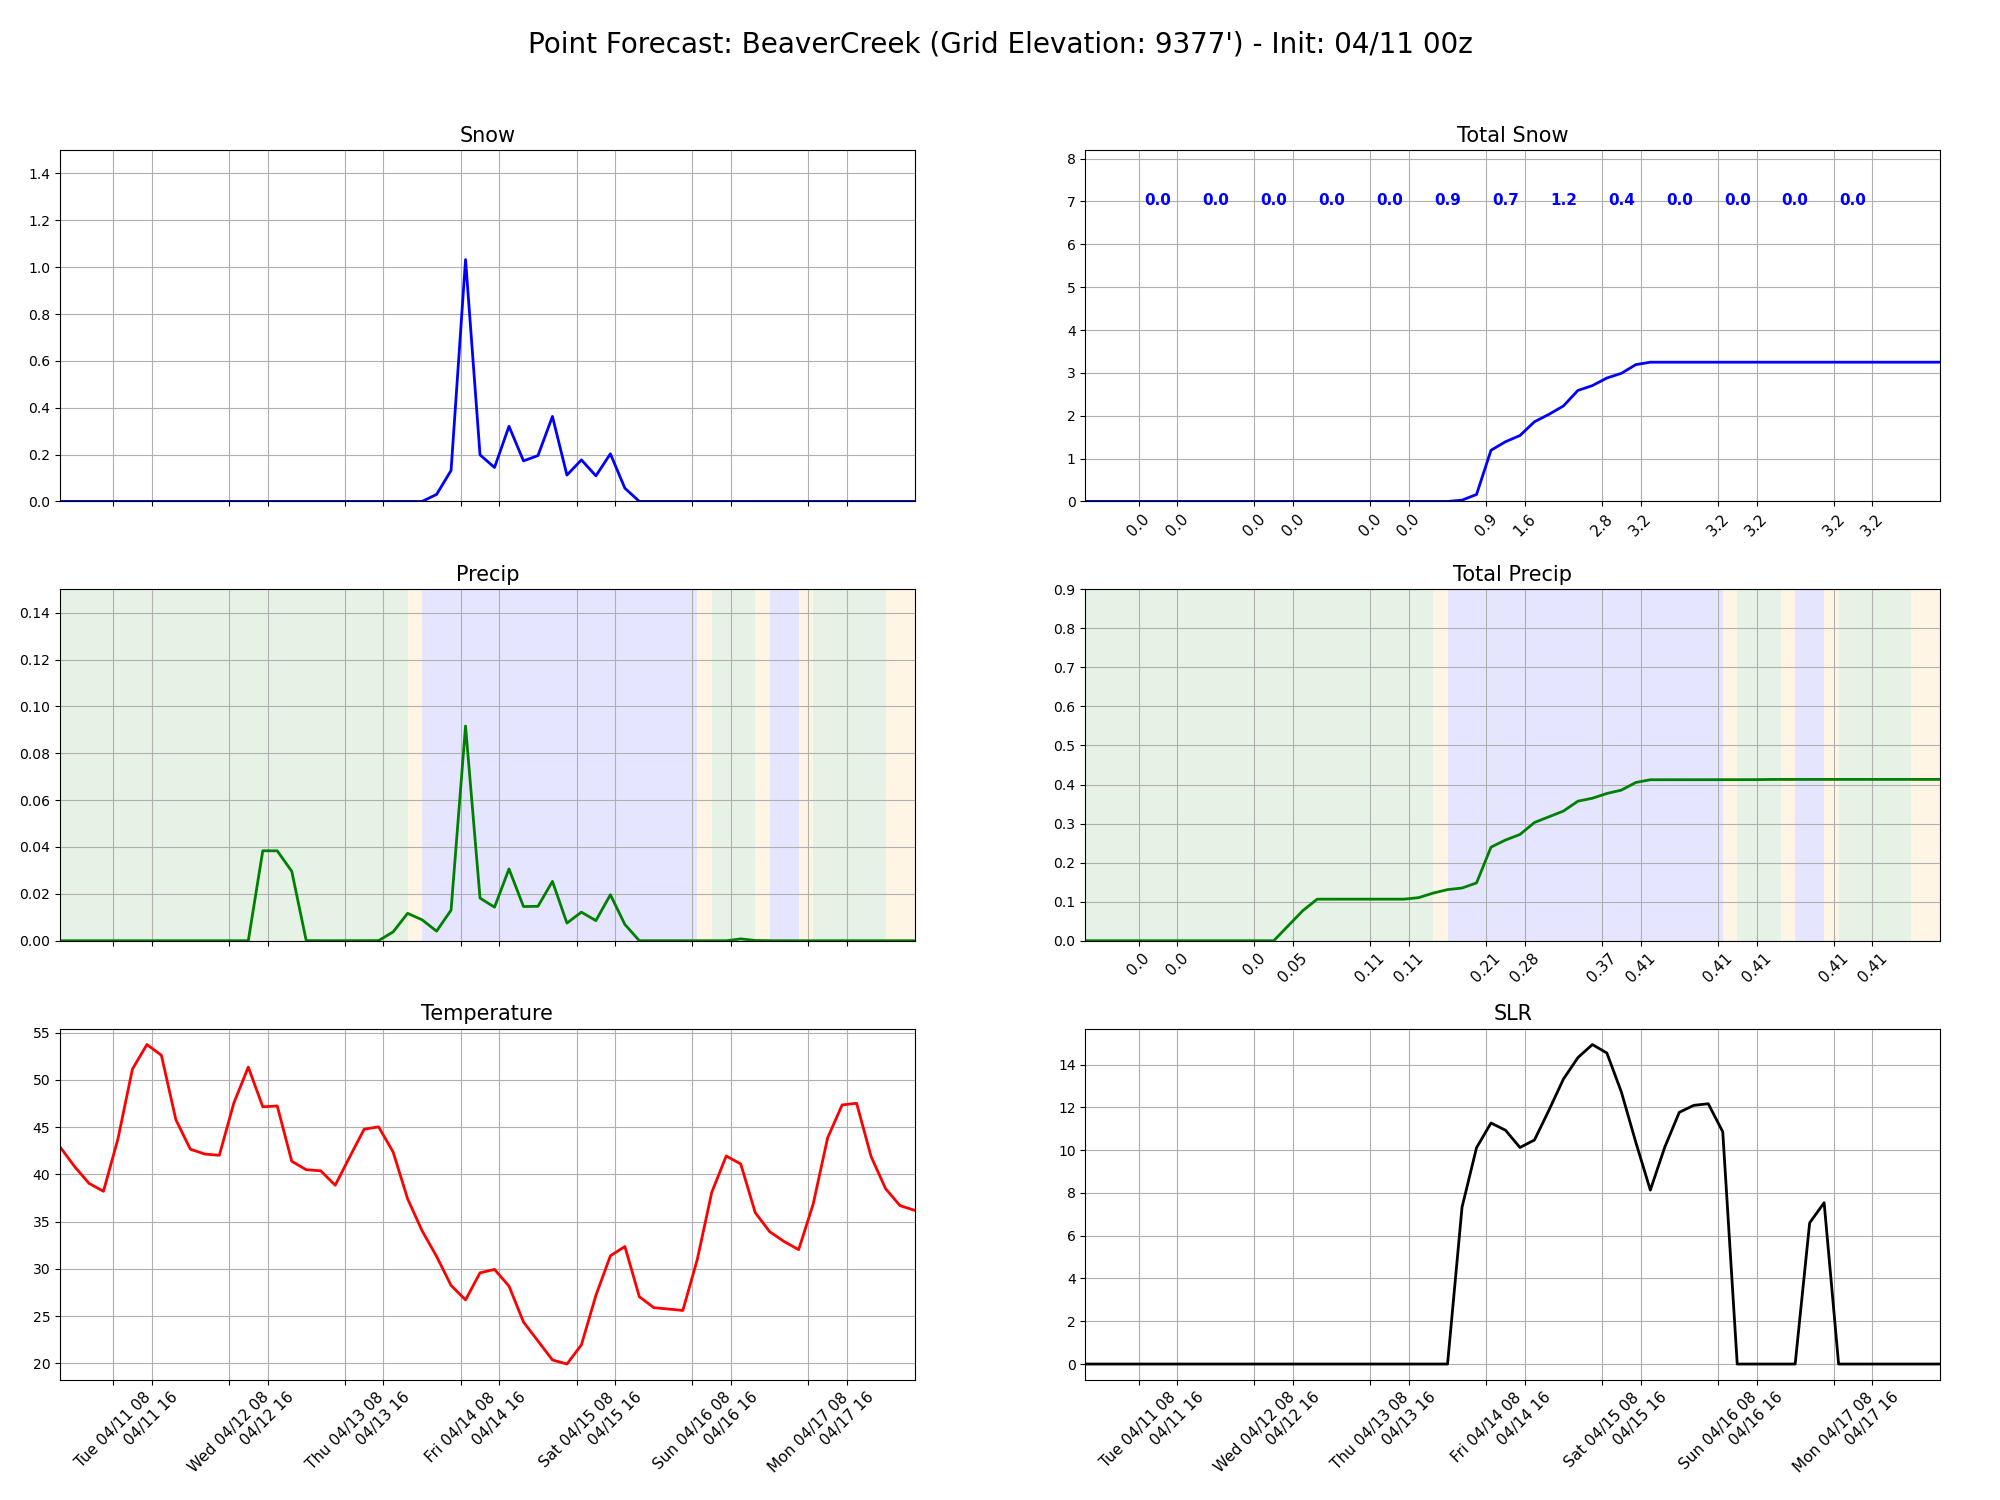 Point Forecast: BeaverCreek (Grid Elevation: 9377') - Init: 04/11 00z
Snow
1.4
1.2
1.0
0.8
0.6
0.4
0.2
0.0
Total Snow
8
7
6
5
4
3
2
1
0
0.0 0.0 0.0 0.0 0.0 0.9 0.7 1.2 0.4 0.0 0.0 0.0 0.0
0.0 0.0 0.0 0.0 0.0 0.0 0.9 1.6 2.8 3.2 3.2 3.2 3.2 3.2
Precip
0.14
0.12
0.10
0.08
0.06
0.04
0.02
0.00
Total Precip
0.9
0.8
0.7
0.6
0.5
0.4
0.3
0.2
0.1
0.0
0.0 0.0 0.0 0.05 0.11 0.11 0.21 0.28 0.37 0.41 0.41 0.41 0.41 0.41
Temperature
55
50
45
40
35
30
25
20
Tue 04/11 08
04/11 16
Wed 04/12 08
04/12 16
Thu 04/13 08
04/13 16
Fri 04/14 08
04/14 16
Sat 04/15 08
04/15 16
Sun 04/16 08
04/16 16
Mon 04/17 08
04/17 16
SLR
14
12
10
8
6
4
2
0
Tue 04/11 08
04/11 16
Wed 04/12 08
04/12 16
Thu 04/13 08
04/13 16
Fri 04/14 08
04/14 16
Sat 04/15 08
04/15 16
Sun 04/16 08
04/16 16
Mon 04/17 08
04/17 16